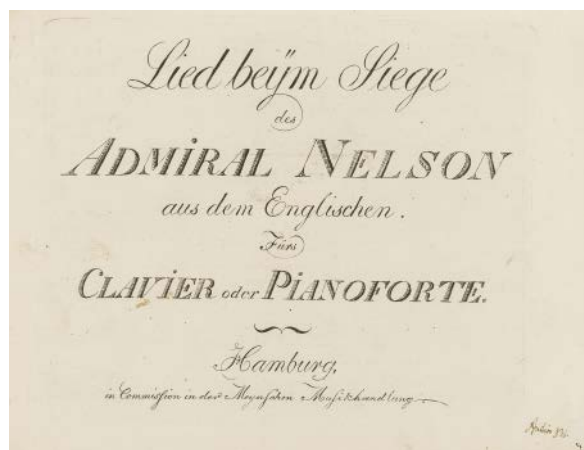 Lied beÿm Siege
des
ADMIRAL NELSON
aus dem Englischen.
Fürs
CLAVIER oder PIANOFORTE.
Hamburg,
in Commission in der Meynschen Musikhandlung